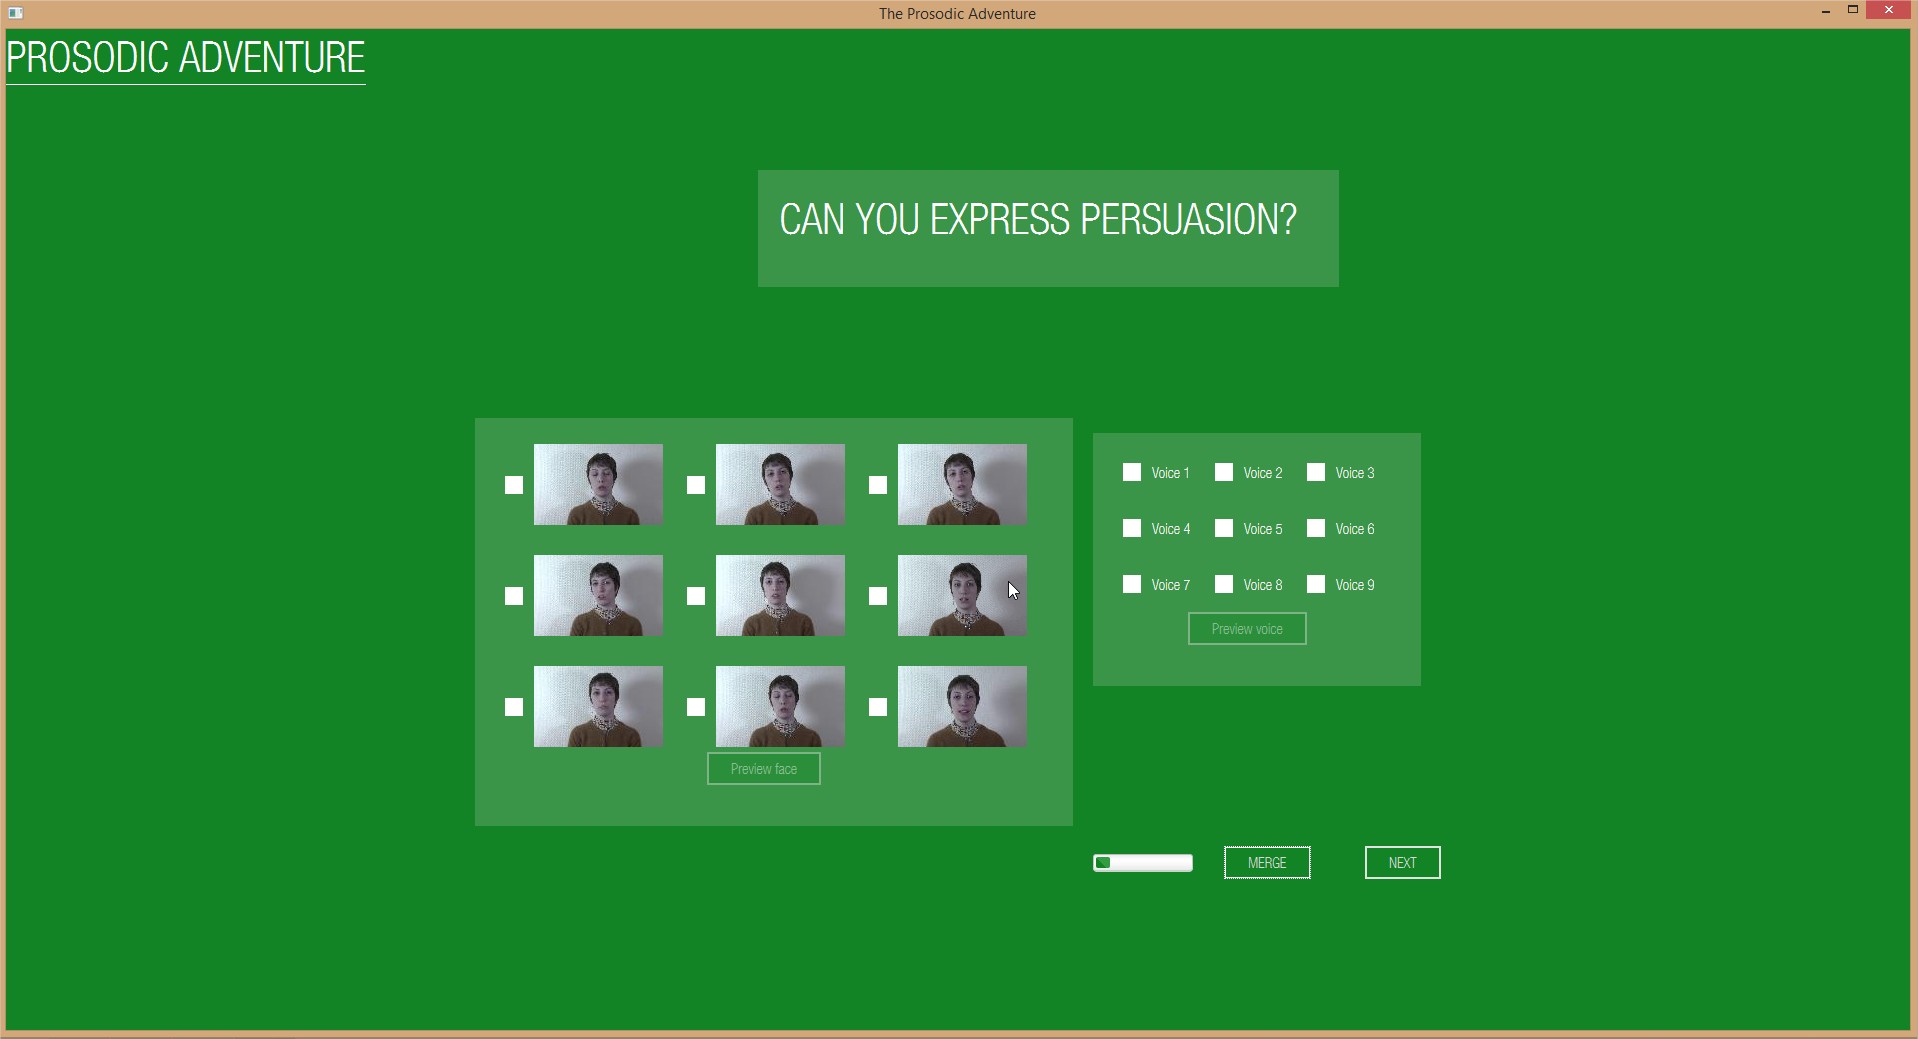 The Prosodic Adventure
PROSODIC ADVENTURE
CAN YOU EXPRESS PERSUASION?
Voice 1 Voice 2 Voice 3
Voice 4 Voice 5 Voice 6
Voice 7 Voice 8 Voice 9
Preview voice
Preview face
MERGE NEXT